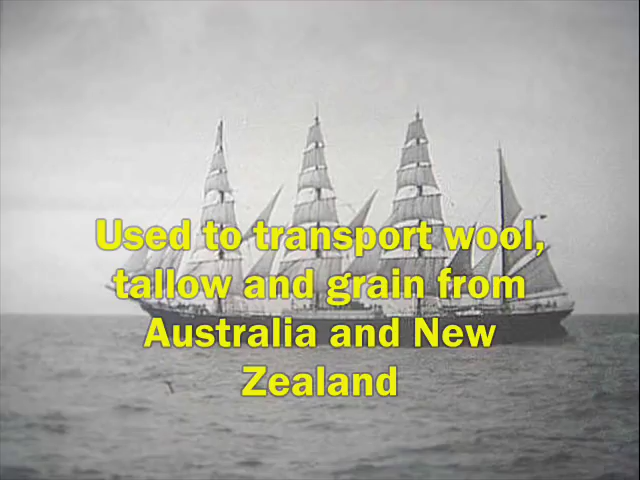 Used to transport wool,
tallow and grain from
Australia and New
Zealand